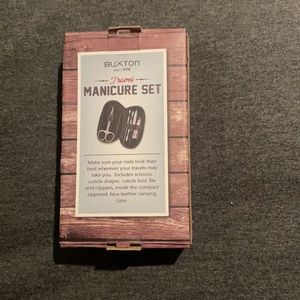 BUXTON
Est 1898
Travel
MANICURE SET
Make sure your nails look their
best wherever your travels may
take you. Includes scissors,
cuticle shaper, cuticle tool, file
and clippers, inside the compact
zippered, faux leather carrying
case.